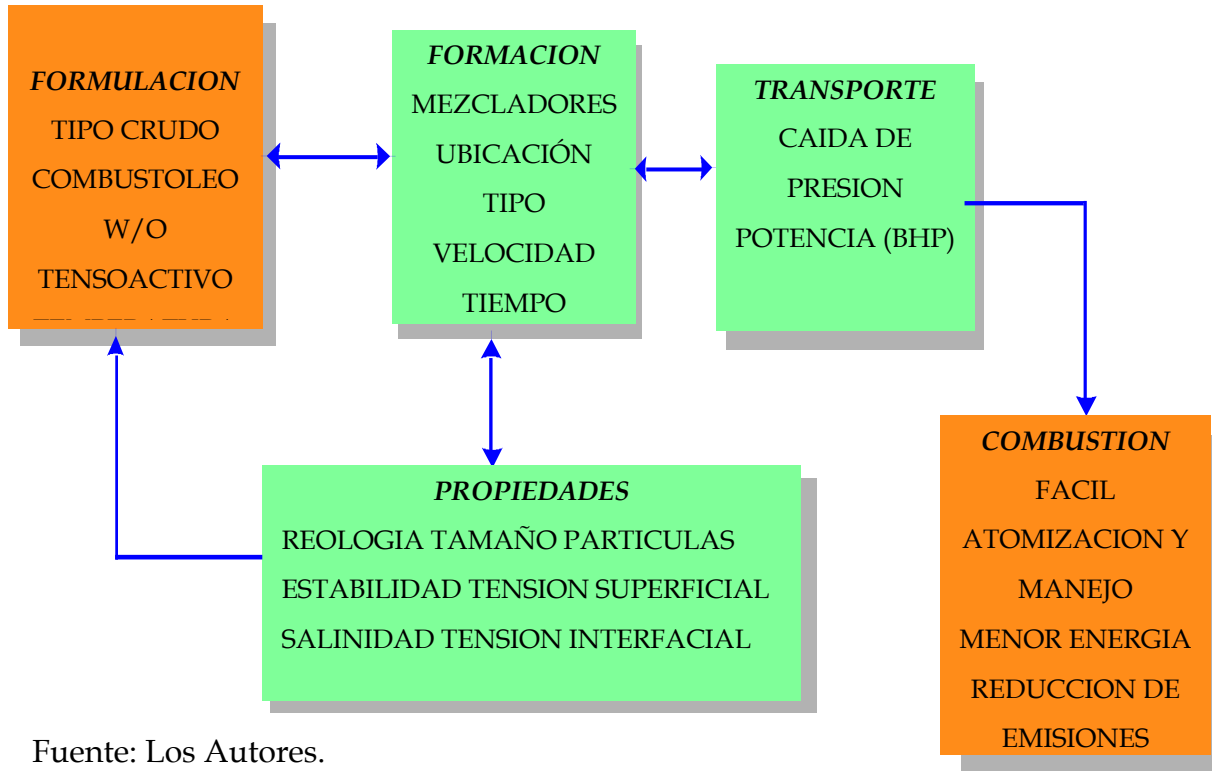 FORMULACION
TIPO CRUDO
COMBUSTOLEO
W/O
TENSOACTIVO
FORMACION
MEZCLADORES
UBICACIÓN
TIPO
VELOCIDAD
TIEMPO
TRANSPORTE
CAIDA DE
PRESION
POTENCIA (BHP)
PROPIEDADES
REOLOGIA TAMAÑO PARTICULAS
ESTABILIDAD TENSION SUPERFICIAL
SALINIDAD TENSION INTERFACIAL
COMBUSTION
FACIL
ATOMIZACION Y
MANEJO
MENOR ENERGIA
REDUCCION DE
EMISIONES
Fuente: Los Autores.